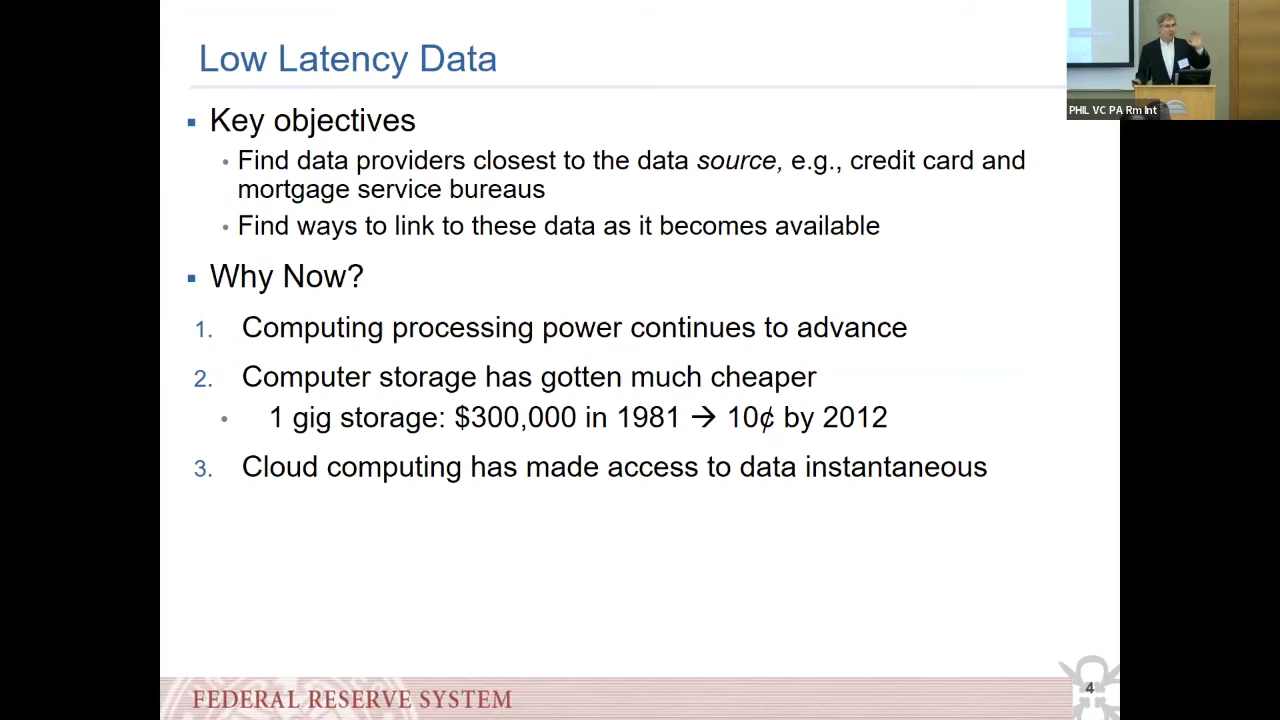 Low Latency Data
PHIL VC PA Rm Int
▪ Key objectives
• Find data providers closest to the data source, e.g., credit card and
mortgage service bureaus
• Find ways to link to these data as it becomes available
▪ Why Now?
1. Computing processing power continues to advance
2. Computer storage has gotten much cheaper
• 1 gig storage: $300,000 in 1981 → 10¢ by 2012
3. Cloud computing has made access to data instantaneous
FEDERAL RESERVE SYSTEM
4